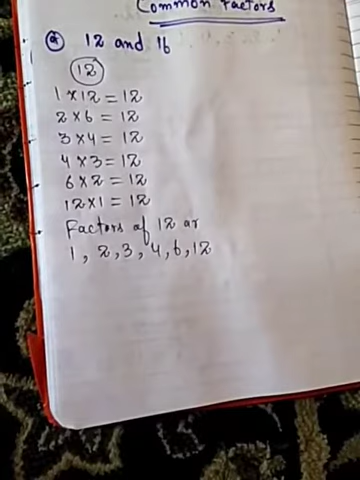 Common Factors
a 12 and 16
12
1 × 12 = 12
2 × 6 = 12
3 × 4 = 12
4 × 3 = 12
6 × 2 = 12
12 × 1 = 12
Factors of 12 ar
1, 2, 3, 4, 6, 12